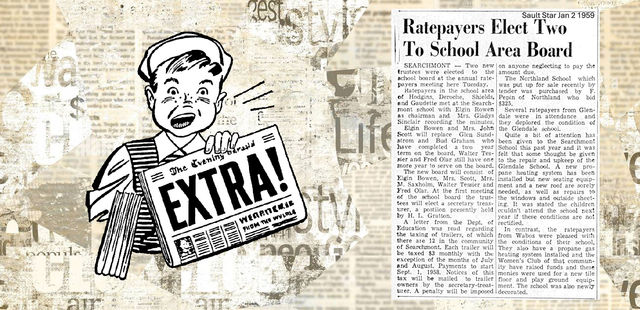 Sault Star Jan 2 1959
Ratepayers Elect Two
To School Area Board
SEARCHMONT — Two new
trustees were elected to the
school board at the annual rate-
payers meeting here Tuesday.
Ratepayers in the school area
of Hodgins, Deroche, Shields
and Gaudette met at the Search-
mont school with Elgin Bowen
as chairman and Mrs. Gladys
Sinclair recording the minutes.
Elgin Bowen and Mrs. John
Scott will replace Glen Sund-
strom and Bud Graham who
have completed a two year
term on the board. Walter Tes-
sier and Fred Olar still have one
more year to serve on the board.
The new board will consist of
Elgin Bowen, Mrs. Scott, Mrs.
M. Saxholm, Walter Tessier and
Fred Olar. At the first meeting
of the school board the trus-
tees will elect a secretary treas-
urer, a position presently held
by H. L. Gratton.
A letter from the Dept. of
Education was read regarding
the taxing of trailers, of which
there are 12 in the community
of Searchmont. Each trailer will
be taxed $3 monthly with the
exception of the months of July
and August. Payments to start
Sept. 1, 1958. Notices of this
tax will be mailed to trailer
owners by the secretary-treas-
urer. A penalty will be imposed
on anyone neglecting to pay the
amount due.
The Northland School which
was put up for sale recently by
tender was purchased by F.
Pepin of Northland who bid
$325.
Several ratepayers from Glen-
dale were in attendance and
they deplored the condition of
the Glendale school.
Quite a bit of attention has
been given to the Searchmont
School this past year and it was
felt that some thought be given
to the repair and upkeep of the
Glendale School. A new pro-
pane heating system has been
installed but new seating equip-
ment and a new roof are sorely
needed, as well as repairs to
the windows and outside sheet-
ing. It was stated the children
couldn't attend the school next
year if these conditions are not
rectified.
In contrast, the ratepayers
from Wabos were pleased with
the conditions of their school.
They also have a propane gas
heating system installed and the
Women's Club of that commun-
ity have raised funds and these
monies were used for a new tile
floor and play ground equip-
ment. The school was also newly
decorated.
The Evening
EXTRA!
Life